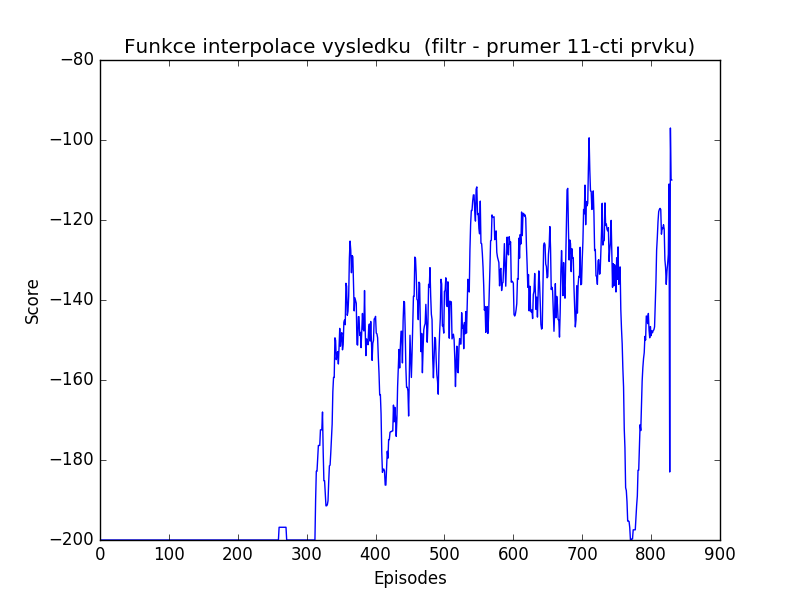 Funkce interpolace vysledku  (filtr - prumer 11-cti prvku)
−80
−100
−120
−140
−160
−180
−200
Score
0 100 200 300 400 500 600 700 800 900
Episodes